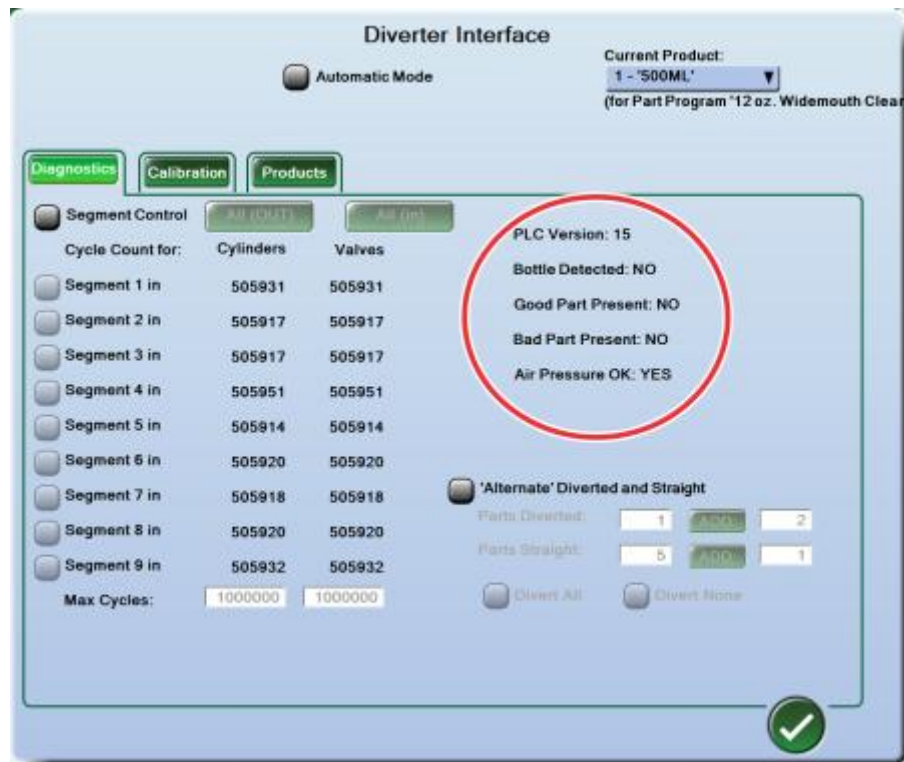 Diverter Interface
Automatic Mode
Current Product:
1 - '500ML'
(for Part Program '12 oz. Widemouth Clear
Diagnostics Calibration Products
Segment Control All (OUT) All (in)
Cycle Count for: Cylinders Valves
Segment 1 in 505931 505931
Segment 2 in 505917 505917
Segment 3 in 505917 505917
Segment 4 in 505951 505951
Segment 5 in 505914 505914
Segment 6 in 505920 505920
Segment 7 in 505918 505918
Segment 8 in 505920 505920
Segment 9 in 505932 505932
Max Cycles: 1000000 1000000
PLC Version: 15
Bottle Detected: NO
Good Part Present: NO
Bad Part Present: NO
Air Pressure OK: YES
'Alternate' Diverted and Straight
Parts Diverted: 1 ADD: 2
Parts Straight: 5 ADD: 1
Divert All Divert None